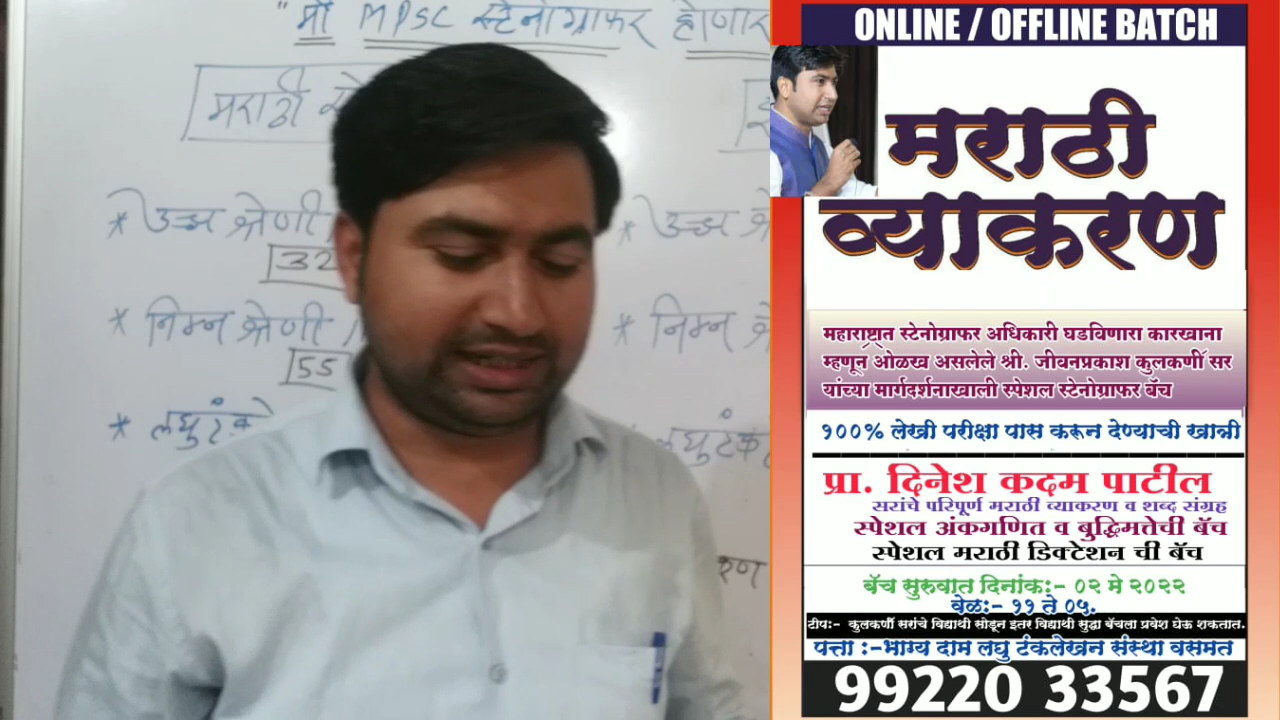 "मी MPSC स्टेनोग्राफर होणार
मराठी
* उच्च श्रेणी
* उच्च
32
* निम्न श्रेणी
* निम्न
55
* लघुटंक
लघुटंक
ONLINE / OFFLINE BATCH
मराठी
व्याकरण
महाराष्ट्रात स्टेनोग्राफर अधिकारी घडविणारा कारखाना
म्हणून ओळख असलेले श्री. जीवनप्रकाश कुलकर्णी सर
यांच्या मार्गदर्शनाखाली स्पेशल स्टेनोग्राफर बॅच
१००% लेखी परीक्षा पास करून देण्याची खात्री
प्रा. दिनेश कदम पाटील
सरांचे परिपूर्ण मराठी व्याकरण व शब्द संग्रह
स्पेशल अंकगणित व बुद्धिमत्तेची बॅच
स्पेशल मराठी डिक्टेशन ची बॅच
बॅच सुरुवात दिनांक:- ०२ मे २०२२
वेळ:- ११ ते ०५.
टीप:- कुलकर्णी सरांचे विद्यार्थी सोडून इतर विद्यार्थी सुद्धा बॅचला प्रवेश घेऊ शकतात.
पत्ता :-भाग्य दाम लघु टंकलेखन संस्था वसमत
99220 33567